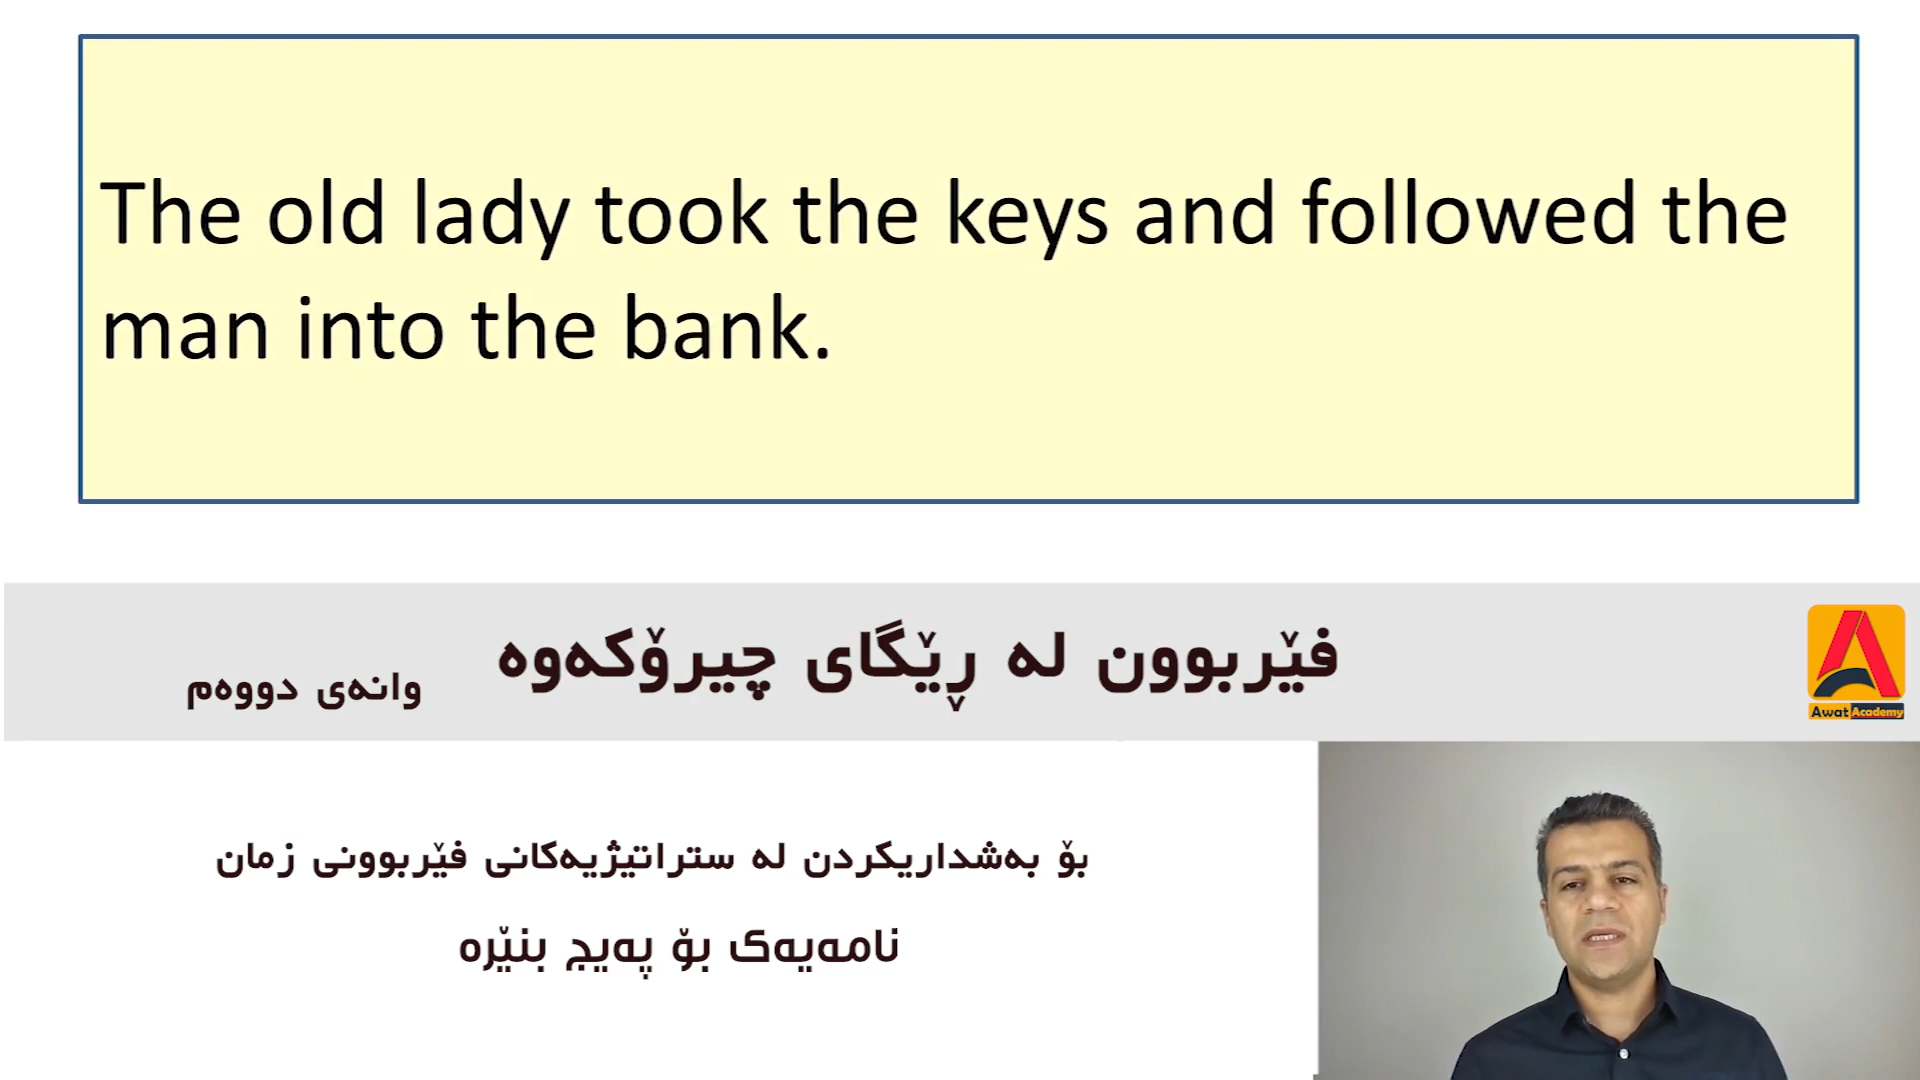 The old lady took the keys and followed the
man into the bank.
فێربوون لە ڕێگای چیرۆکەوە
وانەی دووەم
Awat Academy
بۆ بەشداریکردن لە ستراتیژیەکانی فێربوونی زمان
نامەیەک بۆ پەیج بنێرە